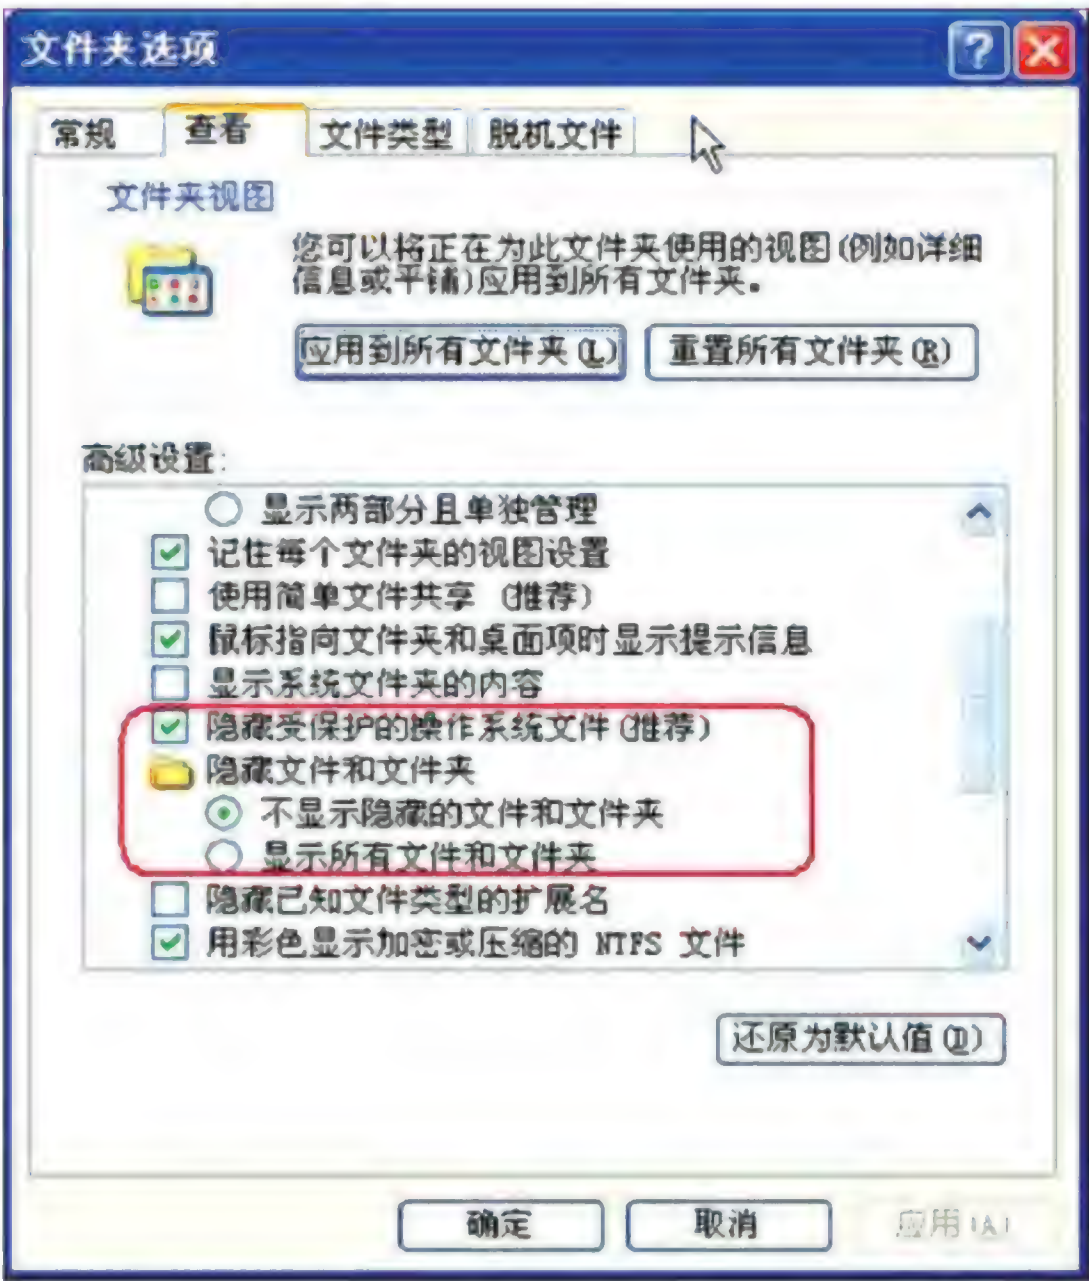 文件夹选项
常规 查看 文件类型 脱机文件
文件夹视图
您可以将正在为此文件夹使用的视图(例如详细
信息或平铺)应用到所有文件夹。
应用到所有文件夹(L) 重置所有文件夹(R)
高级设置:
显示两部分且单独管理
记住每个文件夹的视图设置
使用简单文件共享 (推荐)
鼠标指向文件夹和桌面项时显示提示信息
显示系统文件夹的内容
隐藏受保护的操作系统文件(推荐)
隐藏文件和文件夹
不显示隐藏的文件和文件夹
显示所有文件和文件夹
隐藏已知文件类型的扩展名
用彩色显示加密或压缩的 NTFS 文件
还原为默认值(D)
确定 取消 应用(A)